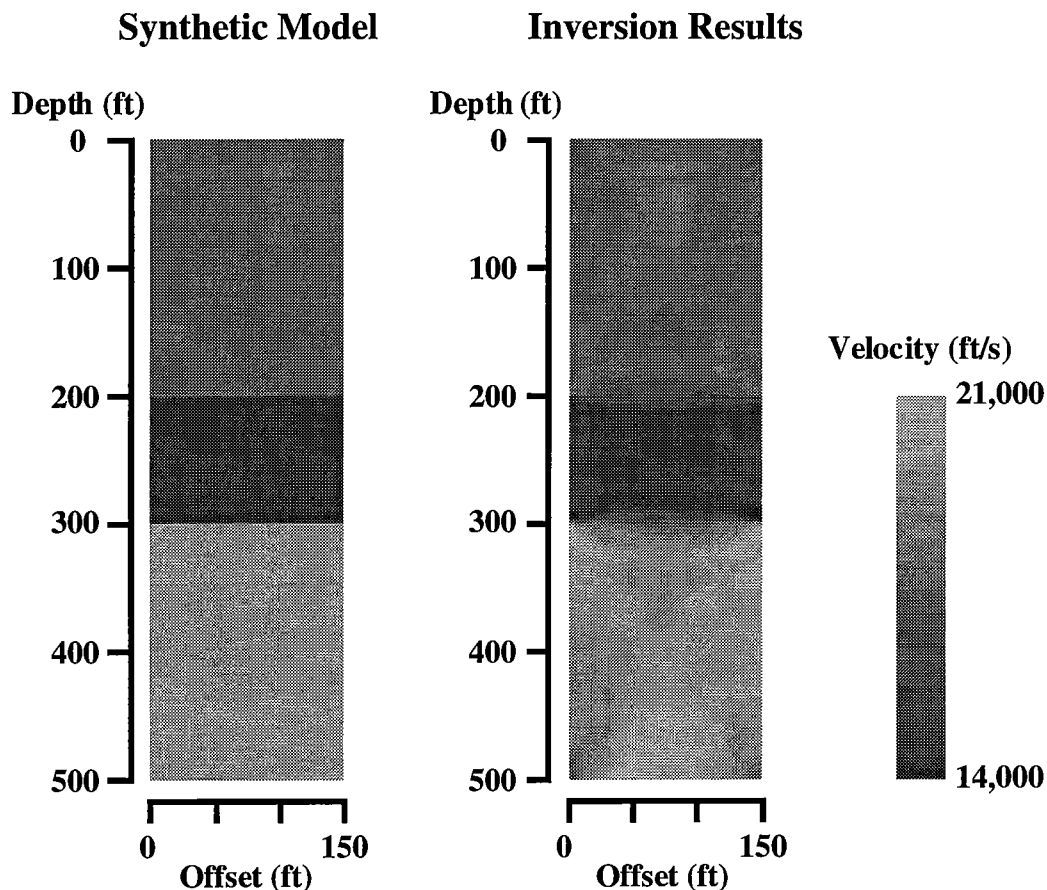 Synthetic Model
Inversion Results
Depth (ft)
0
100
200
300
400
500
0
150
Offset (ft)
Depth (ft)
0
100
200
300
400
500
0
150
Offset (ft)
Velocity (ft/s)
21,000
14,000